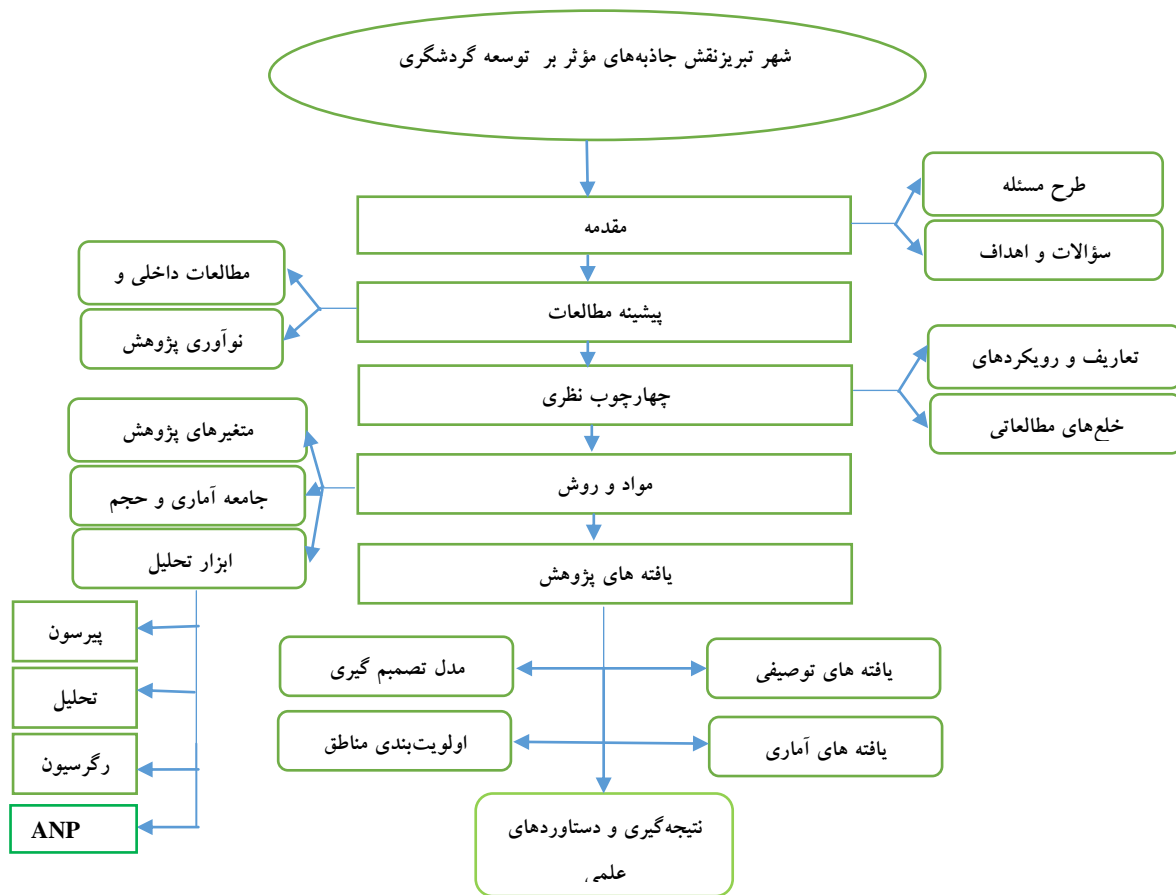 شهر تبریزنقش جاذبه‌های مؤثر بر توسعه گردشگری
مقدمه
طرح مسئله
سؤالات و اهداف
پیشینه مطالعات
مطالعات داخلی و
نوآوری پژوهش
چهارچوب نظری
تعاریف و رویکردهای
خلع‌های مطالعاتی
مواد و روش
متغیرهای پژوهش
جامعه آماری و حجم
ابزار تحلیل
پیرسون
تحلیل
رگرسیون
ANP
یافته های پژوهش
یافته های توصیفی
مدل تصمبم گیری
یافته های آماری
اولویت‌بندی مناطق
نتیجه‌گیری و دستاوردهای
علمی